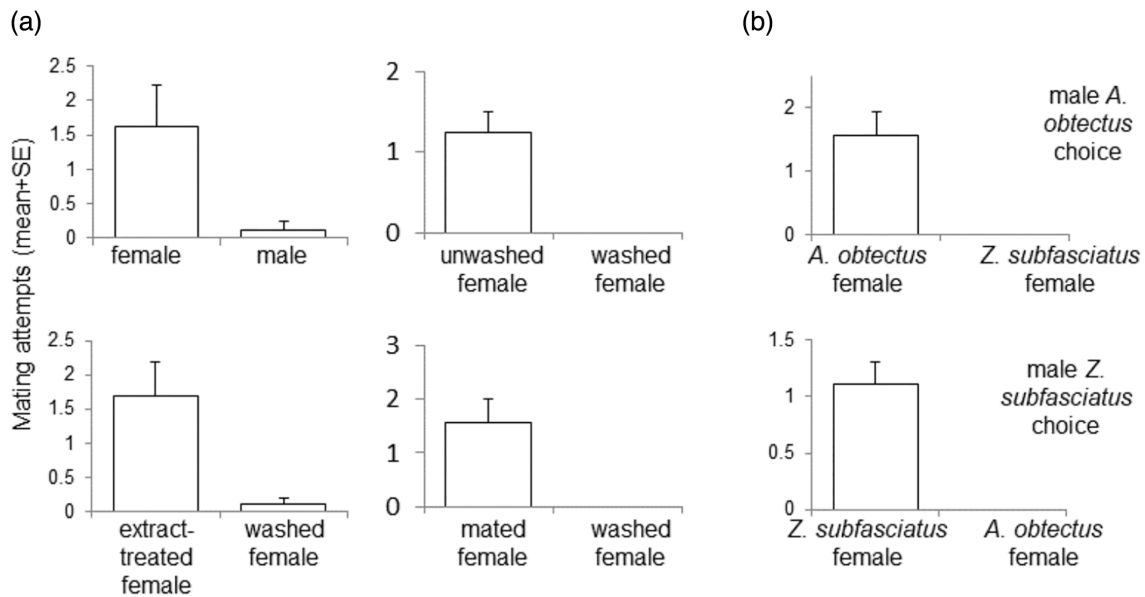 (a)
(b)
Mating attempts (mean+SE)
2.5
2
1.5
1
0.5
0
female
male
2
1
0
unwashed
female
washed
female
2
1
0
male A.
obtectus
choice
A. obtectus
female
Z. subfasciatus
female
2.5
2
1.5
1
0.5
0
extract-
treated
female
washed
female
3
2
1
0
mated
female
washed
female
1.5
1
0.5
0
male Z.
subfasciatus
choice
Z. subfasciatus
female
A. obtectus
female